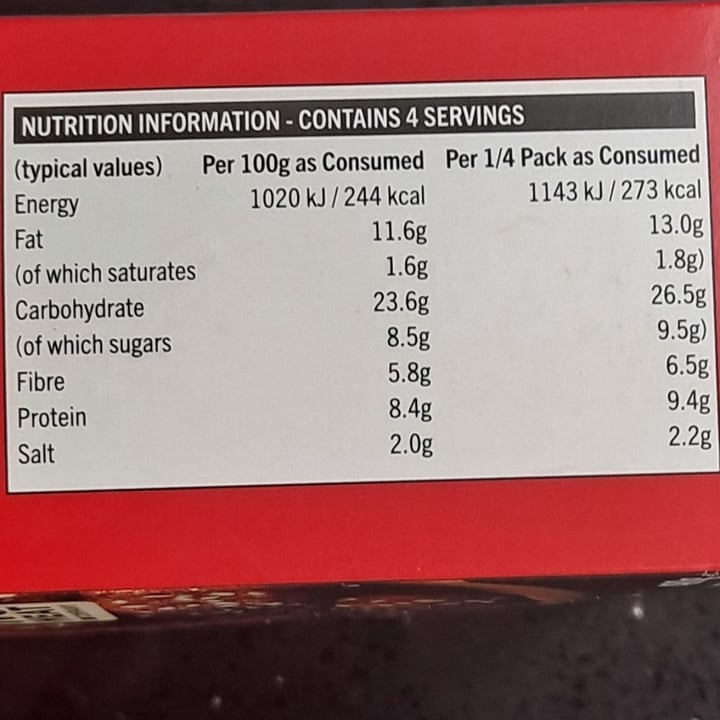 NUTRITION INFORMATION - CONTAINS 4 SERVINGS
(typical values) Per 100g as Consumed Per 1/4 Pack as Consumed
Energy 1020 kJ / 244 kcal 1143 kJ / 273 kcal
Fat 11.6g 13.0g
(of which saturates 1.6g 1.8g)
Carbohydrate 23.6g 26.5g
(of which sugars 8.5g 9.5g)
Fibre 5.8g 6.5g
Protein 8.4g 9.4g
Salt 2.0g 2.2g